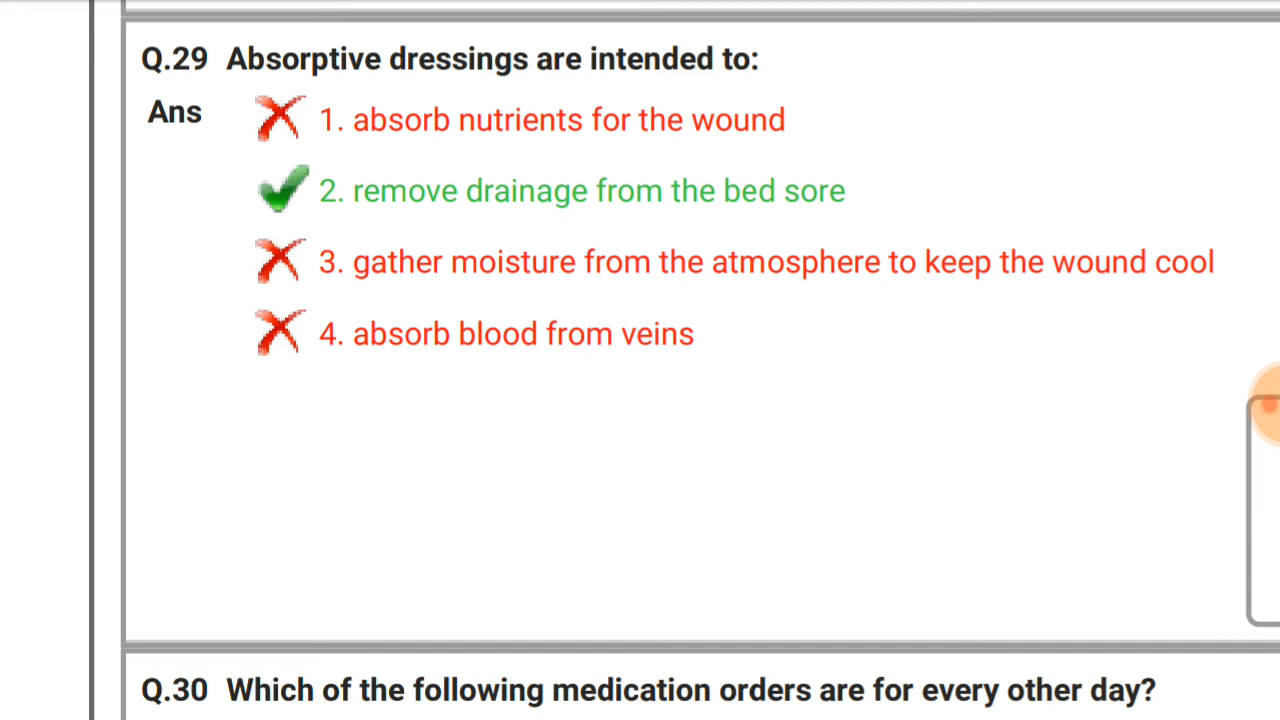 Q.29 Absorptive dressings are intended to:
Ans 1. absorb nutrients for the wound
2. remove drainage from the bed sore
3. gather moisture from the atmosphere to keep the wound cool
4. absorb blood from veins
Q.30 Which of the following medication orders are for every other day?